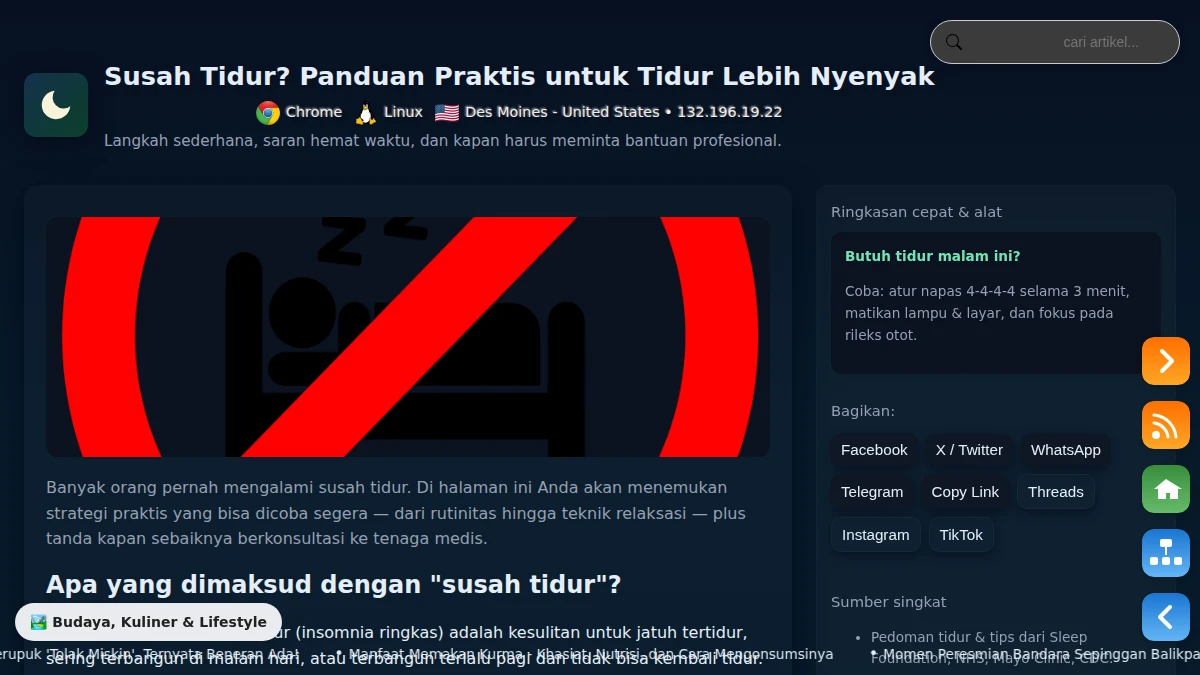 cari artikel...
Susah Tidur? Panduan Praktis untuk Tidur Lebih Nyenyak
Chrome Linux Des Moines - United States • 132.196.19.22
Langkah sederhana, saran hemat waktu, dan kapan harus meminta bantuan profesional.
z z
Banyak orang pernah mengalami susah tidur. Di halaman ini Anda akan menemukan
strategi praktis yang bisa dicoba segera — dari rutinitas hingga teknik relaksasi — plus
tanda kapan sebaiknya berkonsultasi ke tenaga medis.
Apa yang dimaksud dengan "susah tidur"?
(insomnia ringkas) adalah kesulitan untuk jatuh tertidur,
sering terbangun di malam hari, atau terbangun terlalu pagi dan tidak bisa kembali tidur.
Budaya, Kuliner & Lifestyle
'Tolak Miskin', Ternyata Beneran Ada! • Manfaat Memakan Kurma - Khasiat, Nutrisi, dan Cara Mengonsumsinya • Momen Peresmian Bandara Sepinggan
Ringkasan cepat & alat
Butuh tidur malam ini?
Coba: atur napas 4-4-4-4 selama 3 menit,
matikan lampu & layar, dan fokus pada
rileks otot.
Bagikan:
Facebook X / Twitter WhatsApp
Telegram Copy Link Threads
Instagram TikTok
Sumber singkat
• Pedoman tidur & tips dari Sleep
Foundation, NHS, Mayo Clinic, CDC.